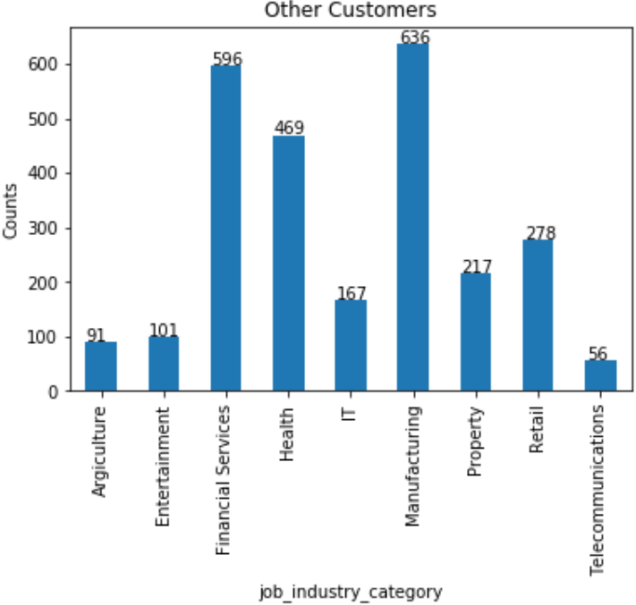 Other Customers
600
500
400
300
200
100
0
Counts
91
101
596
469
167
636
217
278
56
Argiculture
Entertainment
Financial Services
Health
IT
Manufacturing
Property
Retail
Telecommunications
job_industry_category